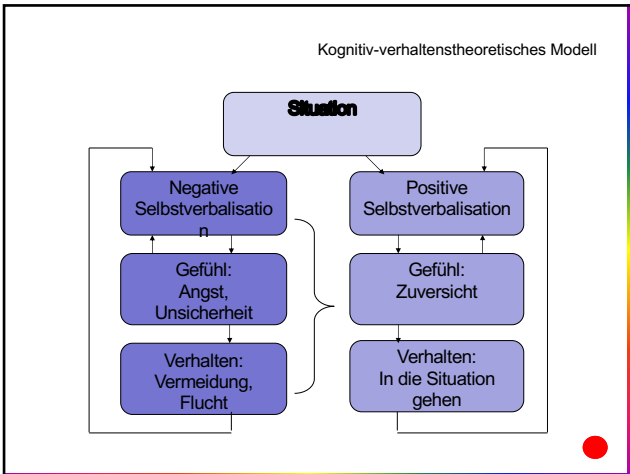 Kognitiv-verhaltenstheoretisches Modell
Situation
Negative
Selbstverbalisatio
n
Positive
Selbstverbalisation
Gefühl:
Angst,
Unsicherheit
Gefühl:
Zuversicht
Verhalten:
Vermeidung,
Flucht
Verhalten:
In die Situation
gehen